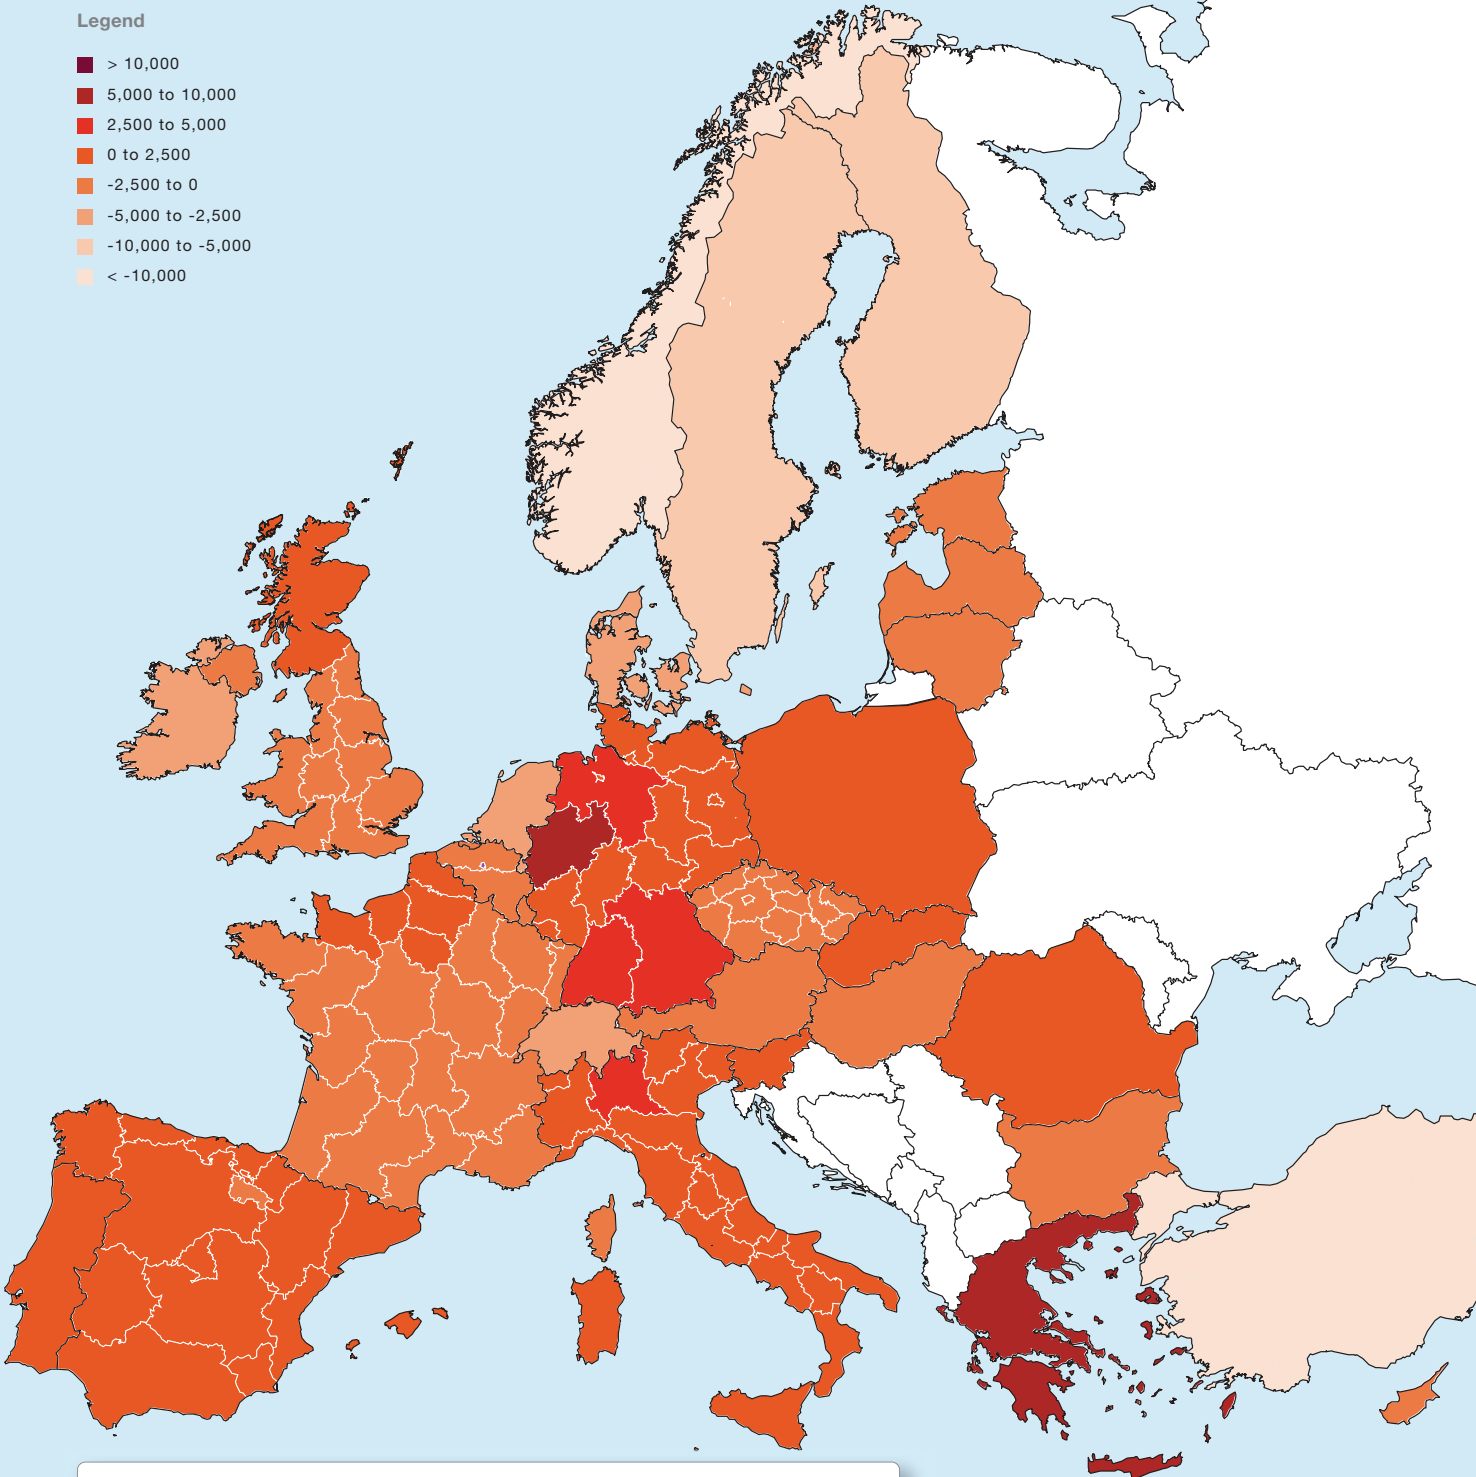 Legend
> 10,000
5,000 to 10,000
2,500 to 5,000
0 to 2,500
-2,500 to 0
-5,000 to -2,500
-10,000 to -5,000
< -10,000